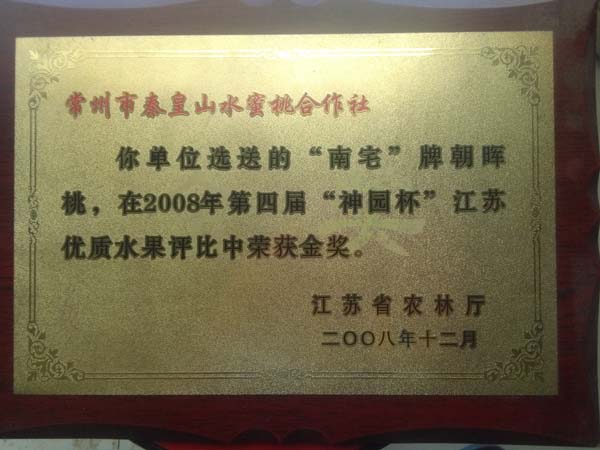 常州市秦皇山水蜜桃合作社
你单位选送的“南宅”牌朝晖
桃，在2008年第四届“神园杯”江苏
优质水果评比中荣获金奖。
江苏省农林厅
二〇〇八年十二月